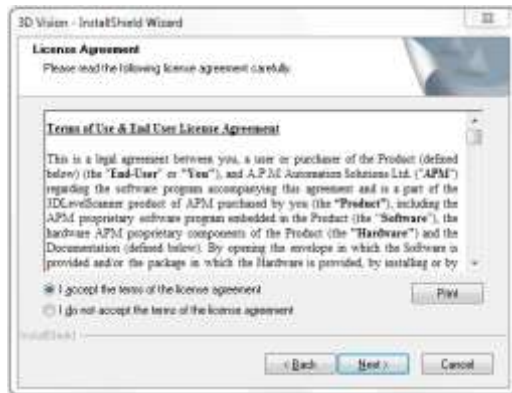 3D Vision - InstallShield Wizard
License Agreement
Please read the following license agreement carefully.
Terms of Use & End User License Agreement
This is a legal agreement between you, a user or purchaser of the Product (defined
below) (the "End-User" or "You"), and A.P.M Automation Solutions Ltd. ("APM")
regarding the software program accompanying this agreement and is a part of the
3DLevelScanner product of APM purchased by you (the "Product"), including the
APM proprietary software program embedded in the Product (the "Software"), the
hardware APM proprietary components of the Product (the "Hardware") and the
Documentation (defined below). By opening the envelope in which the Software is
provided and/or the package in which the Hardware is provided, by installing or by
I accept the terms of the license agreement
Print
I do not accept the terms of the license agreement
InstallShield
< Back
Next >
Cancel